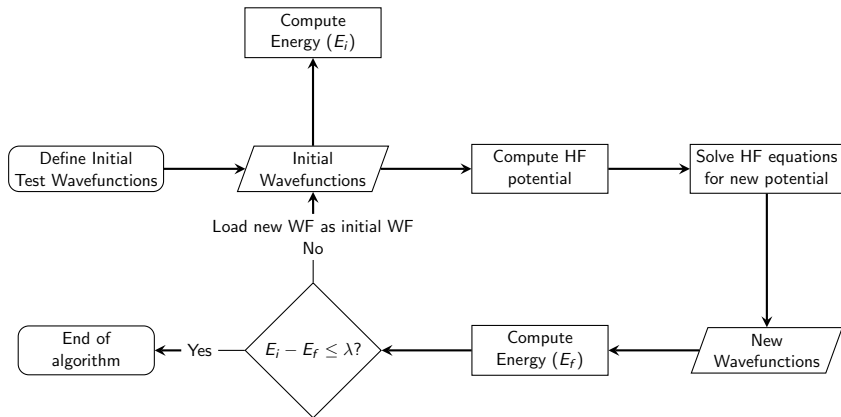 Compute
Energy (E_i)
Define Initial
Test Wavefunctions
Initial
Wavefunctions
Compute HF
potential
Solve HF equations
for new potential
Load new WF as initial WF
No
End of
algorithm
Yes
E_i − E_f ≤ λ?
Compute
Energy (E_f)
New
Wavefunctions